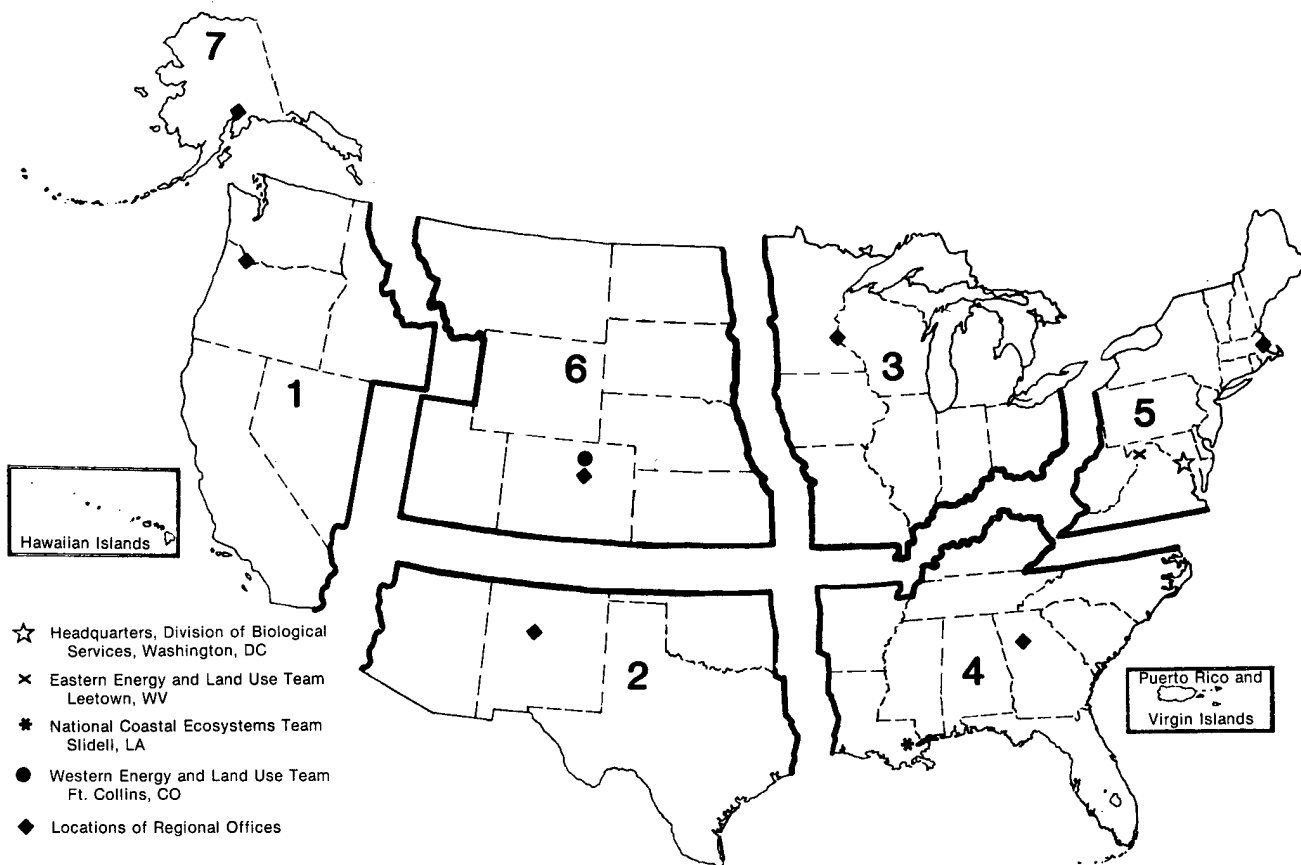 7
6
3
1
5
Hawaiian Islands
2
4
Puerto Rico and
Virgin Islands
Headquarters, Division of Biological
Services, Washington, DC
Eastern Energy and Land Use Team
Leetown, WV
National Coastal Ecosystems Team
Slidell, LA
Western Energy and Land Use Team
Ft. Collins, CO
Locations of Regional Offices